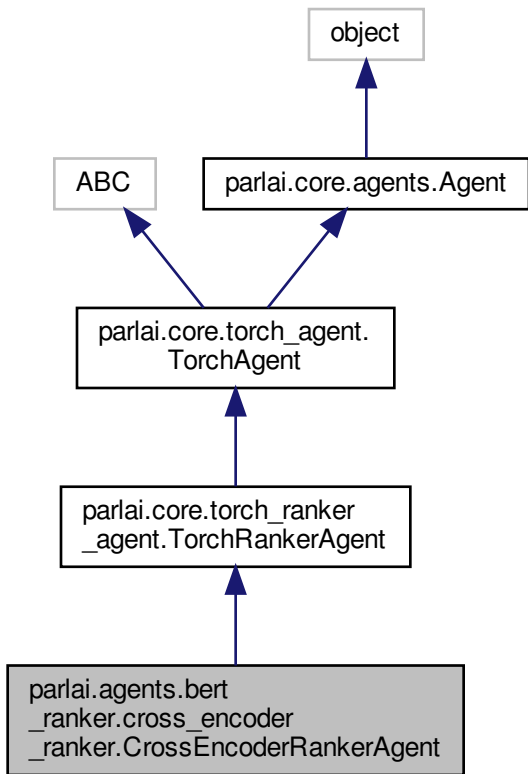 object
ABC
parlai.core.agents.Agent
parlai.core.torch_agent.
TorchAgent
parlai.core.torch_ranker
_agent.TorchRankerAgent
parlai.agents.bert
_ranker.cross_encoder
_ranker.CrossEncoderRankerAgent